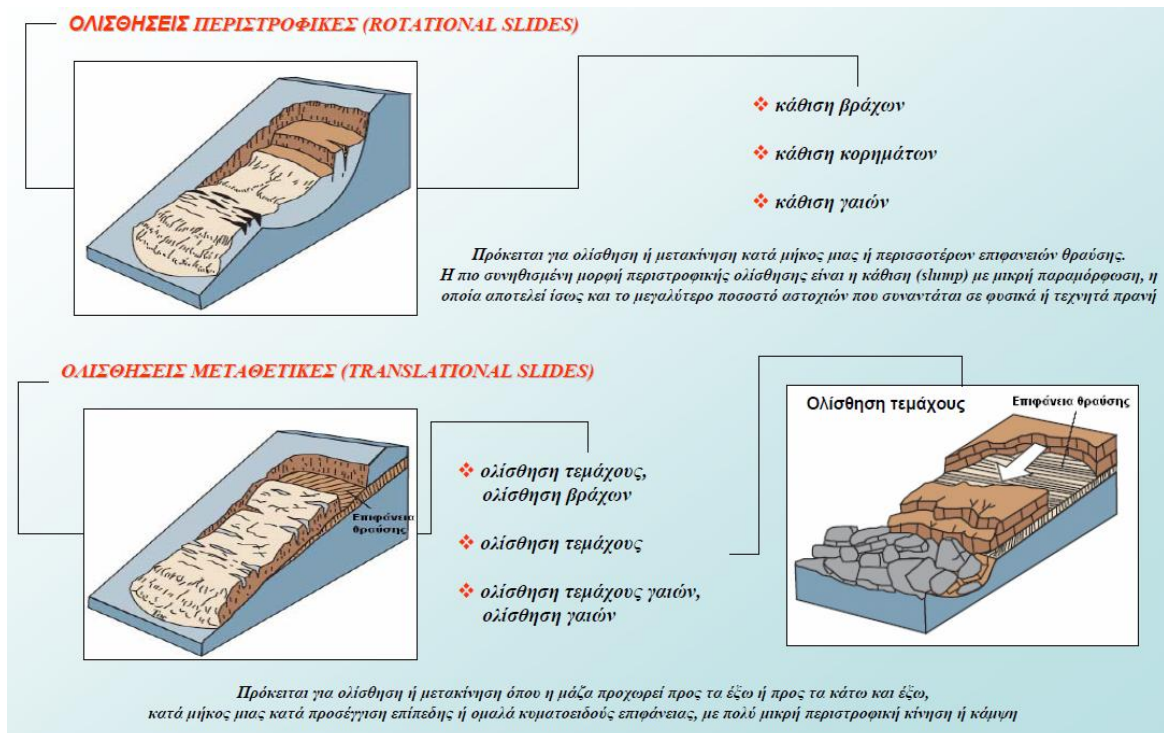 ΟΛΙΣΘΗΣΕΙΣ ΠΕΡΙΣΤΡΟΦΙΚΕΣ (ROTATIONAL SLIDES)
❖ κάθιση βράχων
❖ κάθιση κορημάτων
❖ κάθιση γαιών
Πρόκειται για ολίσθηση ή μετακίνηση κατά μήκος μιας ή περισσοτέρων επιφανειών θραύσης.
Η πιο συνηθισμένη μορφή περιστροφικής ολίσθησης είναι η κάθιση (slump) με μικρή παραμόρφωση, η
οποία αποτελεί ίσως και το μεγαλύτερο ποσοστό αστοχιών που συναντάται σε φυσικά ή τεχνητά πρανή
ΟΛΙΣΘΗΣΕΙΣ ΜΕΤΑΘΕΤΙΚΕΣ (TRANSLATIONAL SLIDES)
Επιφάνεια
θραύσης
❖ ολίσθηση τεμάχους,
ολίσθηση βράχων
❖ ολίσθηση τεμάχους
❖ ολίσθηση τεμάχους γαιών,
ολίσθηση γαιών
Ολίσθηση τεμάχους
Επιφάνεια θραύσης
Πρόκειται για ολίσθηση ή μετακίνηση όπου η μάζα προχωρεί προς τα έξω ή προς τα κάτω και έξω,
κατά μήκος μιας κατά προσέγγιση επίπεδης ή ομαλά κυματοειδούς επιφάνειας, με πολύ μικρή περιστροφική κίνηση ή κάμψη